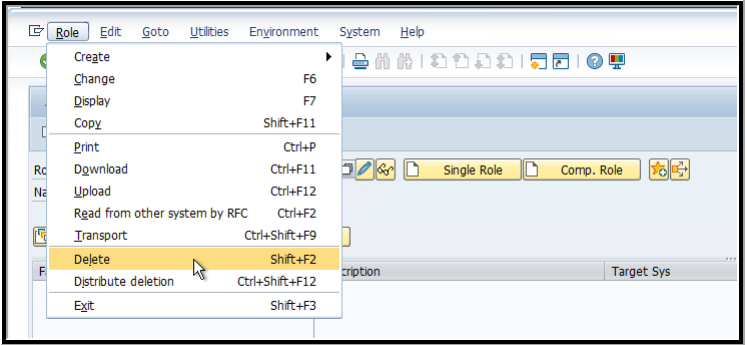 Role Edit Goto Utilities Environment System Help
Create
Change F6
Display F7
Copy Shift+F11
Print Ctrl+P
Download Ctrl+F11
Upload Ctrl+F12
Read from other system by RFC Ctrl+F2
Transport Ctrl+Shift+F9
Delete Shift+F2
Distribute deletion Ctrl+Shift+F12
Exit Shift+F3
Single Role Comp. Role
Target Sys